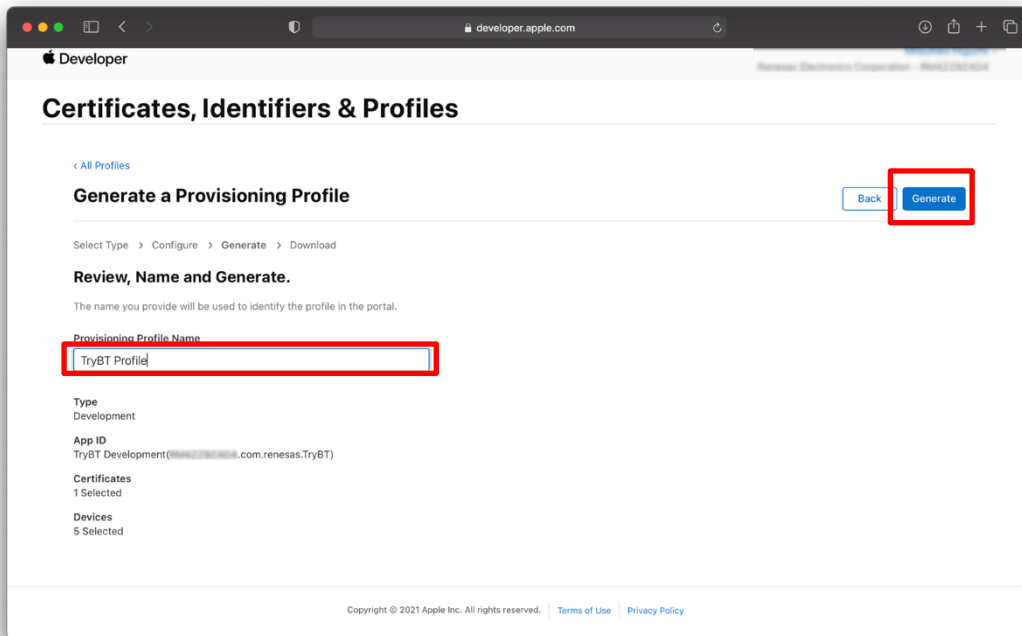 developer.apple.com
Developer
Certificates, Identifiers & Profiles
‹ All Profiles
Generate a Provisioning Profile
Back
Generate
Select Type > Configure > Generate > Download
Review, Name and Generate.
The name you provide will be used to identify the profile in the portal.
Provisioning Profile Name
TryBT Profile
Type
Development
App ID
TryBT Development( .com.renesas.TryBT)
Certificates
1 Selected
Devices
5 Selected
Copyright © 2021 Apple Inc. All rights reserved. Terms of Use Privacy Policy